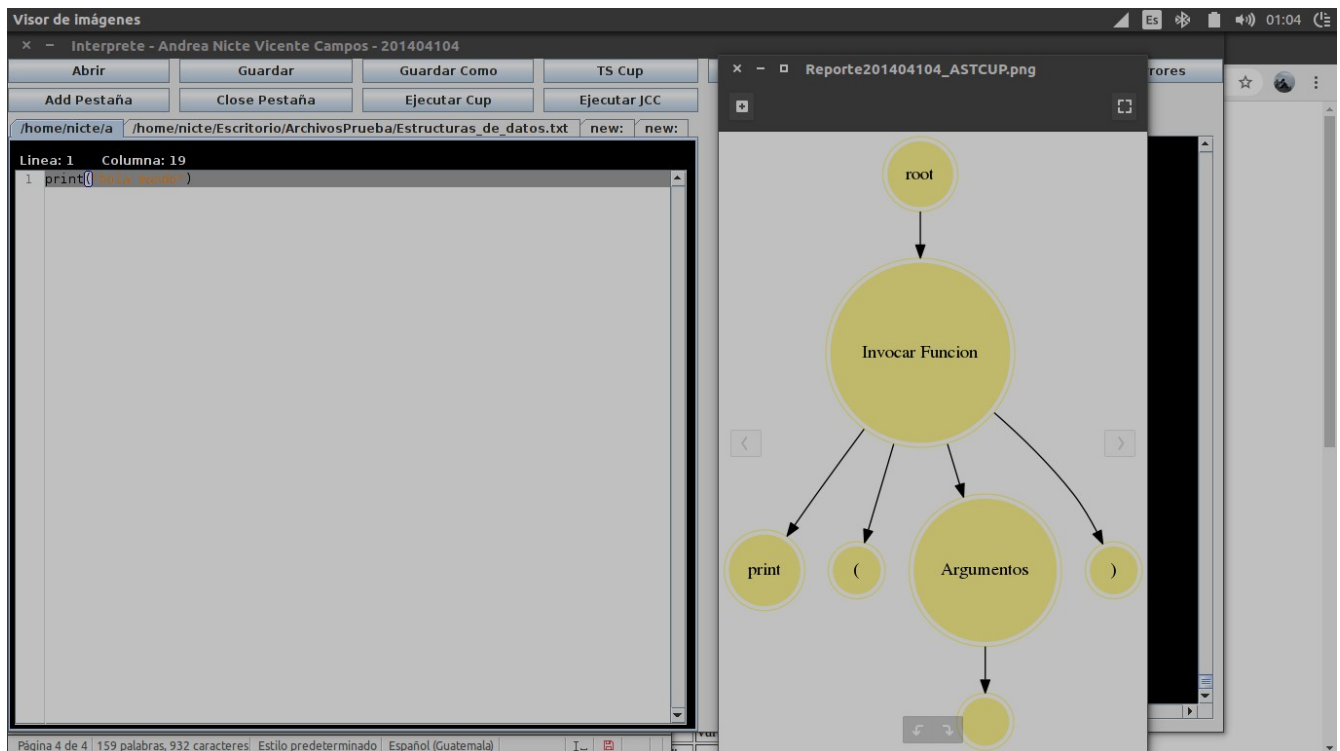 Visor de imágenes
Es
01:04
Interprete - Andrea Nicte Vicente Campos - 201404104
Abrir
Guardar
Guardar Como
TS Cup
rores
Add Pestaña
Close Pestaña
Ejecutar Cup
Ejecutar JCC
/home/nicte/a
/home/nicte/Escritorio/ArchivosPrueba/Estructuras_de_datos.txt
new:
new:
Linea: 1 Columna: 19
1 print("Hola mundo")
Reporte201404104_ASTCUP.png
root
Invocar Funcion
print
(
Argumentos
)
Página 4 de 4
159 palabras, 932 caracteres
Estilo predeterminado
Español (Guatemala)